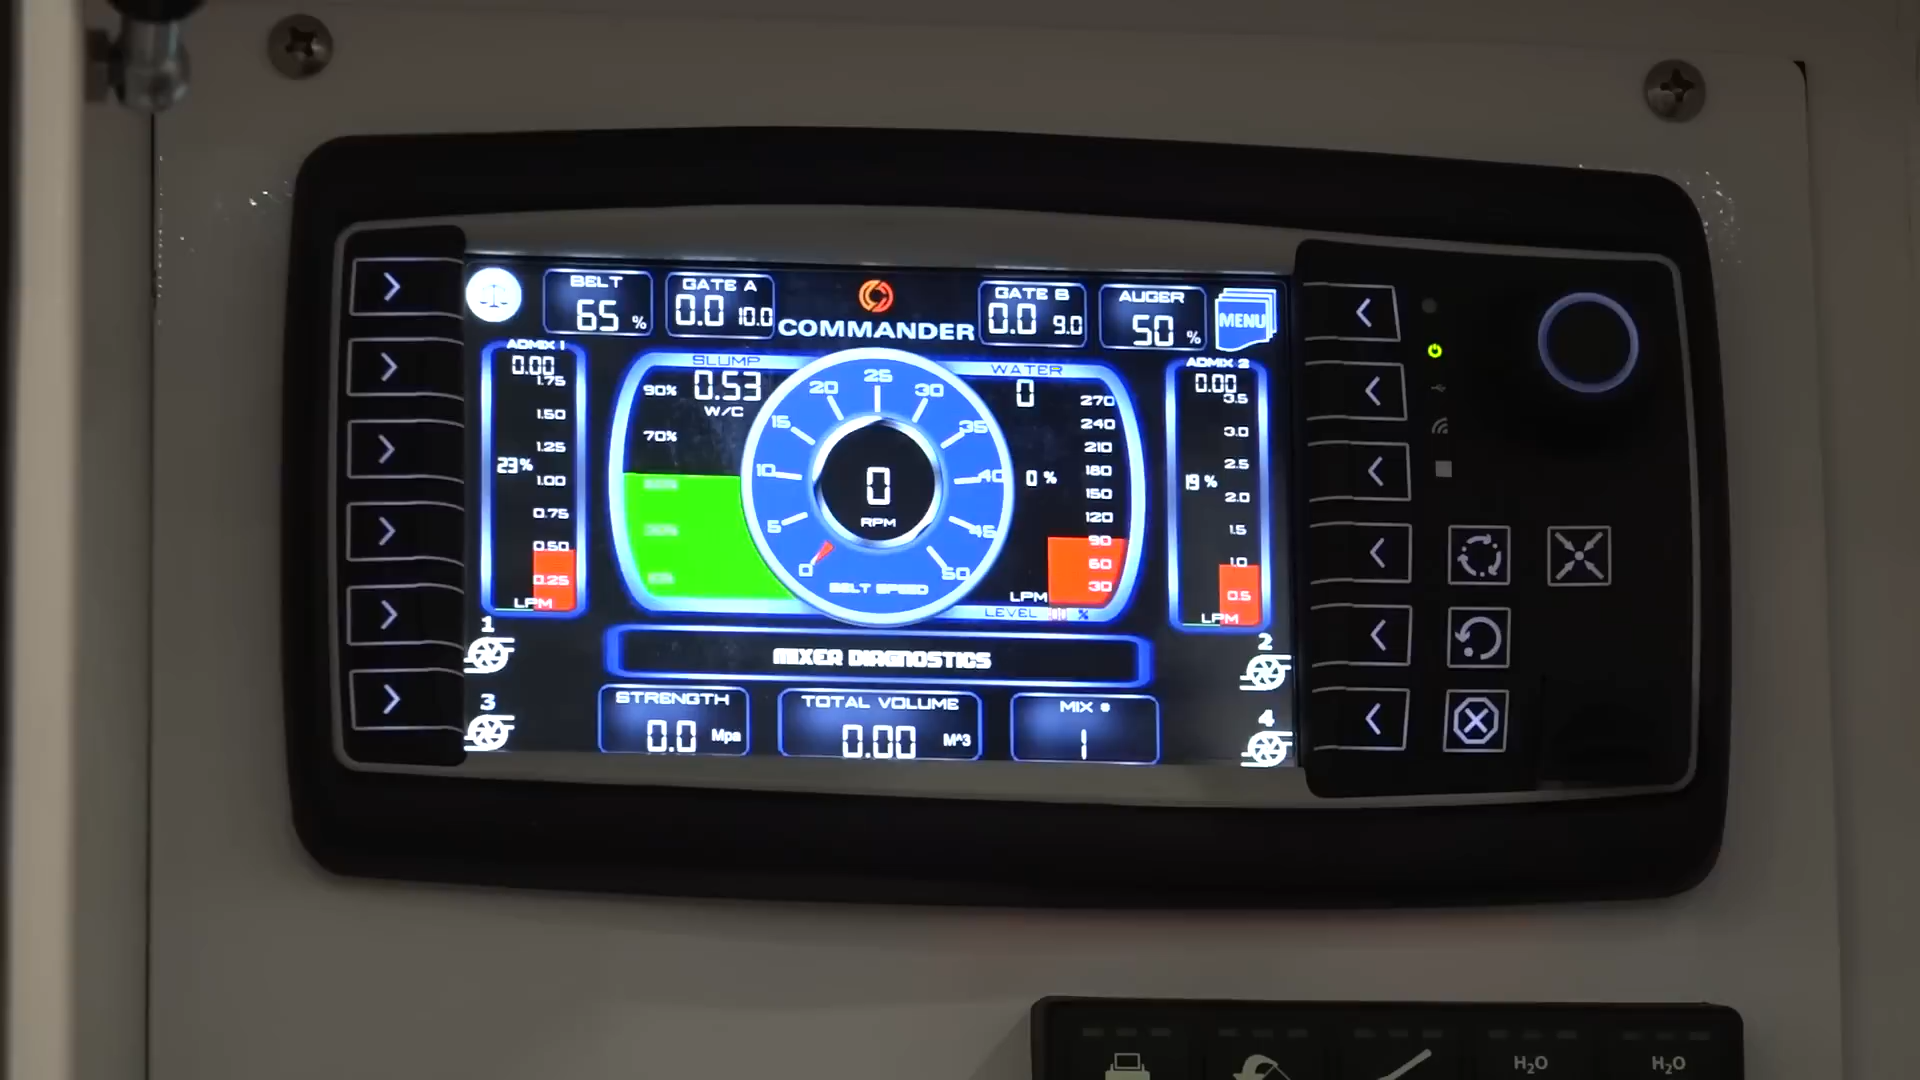 BELT
65 %
GATE A
0.0 10.0
COMMANDER
GATE B
0.0 9.0
AUGER
50 %
MENU
ADMIX 1
0.00
1.75
1.50
1.25
23 %
1.00
0.75
0.50
0.25
LPM
SLUMP
0.53
W/C
90%
70%
0
5
10
15
20
25
30
35
40
45
50
0
RPM
BELT SPEED
WATER
0
270
240
210
180
0 %
150
120
90
60
30
LPM
LEVEL
%
ADMIX 2
0.00
3.5
3.0
2.5
19 %
2.0
1.5
1.0
0.5
LPM
1
3
2
4
MIXER DIAGNOSTICS
STRENGTH
0.0 Mpa
TOTAL VOLUME
0.00 M^3
MIX #
1
H2O
H2O